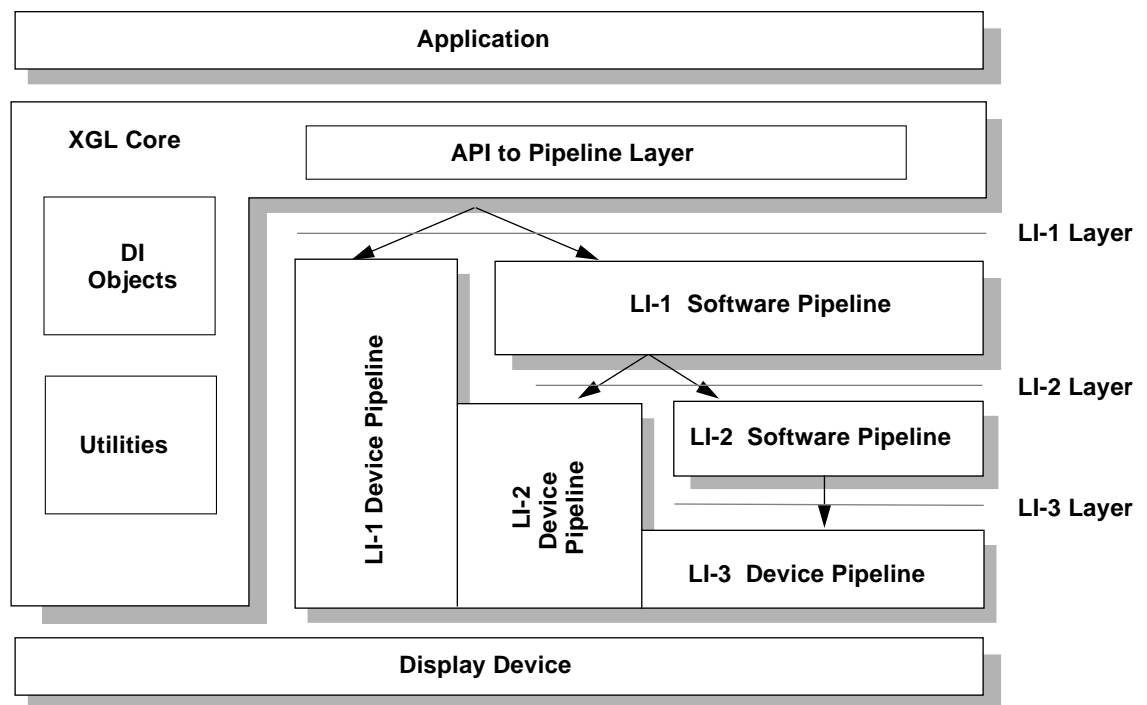 Application
XGL Core
API to Pipeline Layer
DI
Objects
Utilities
LI-1 Layer
LI-1 Device Pipeline
LI-1 Software Pipeline
LI-2 Layer
LI-2
Device
Pipeline
LI-2 Software Pipeline
LI-3 Layer
LI-3 Device Pipeline
Display Device